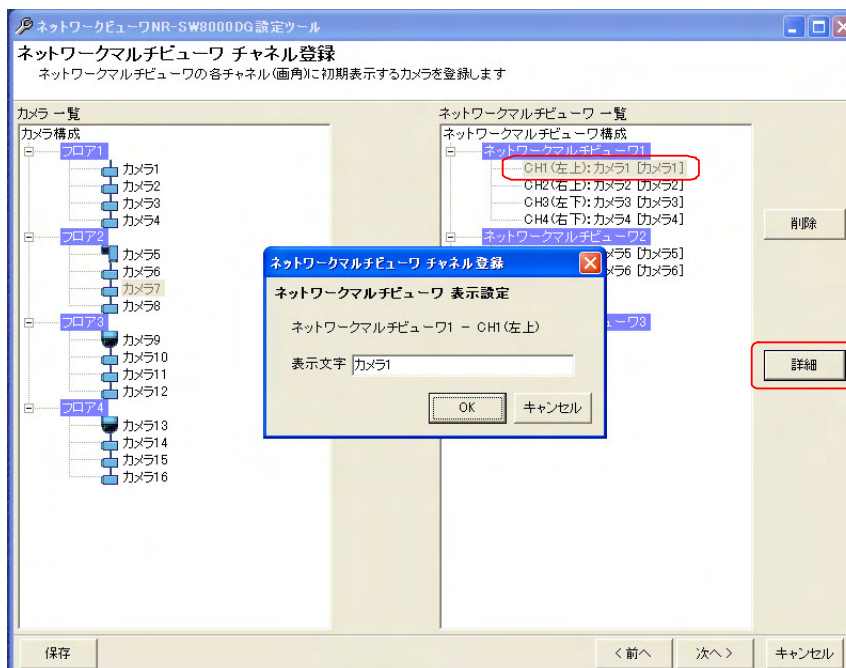 ネットワークビューワNR-SW8000DG設定ツール
ネットワークマルチビューワ チャネル登録
ネットワークマルチビューワの各チャネル(画角)に初期表示するカメラを登録します
カメラ 一覧
カメラ構成
フロア1
カメラ1
カメラ2
カメラ3
カメラ4
フロア2
カメラ5
カメラ6
カメラ7
カメラ8
フロア3
カメラ9
カメラ10
カメラ11
カメラ12
フロア4
カメラ13
カメラ14
カメラ15
カメラ16
ネットワークマルチビューワ 一覧
ネットワークマルチビューワ構成
ネットワークマルチビューワ1
CH1(左上):カメラ1 [カメラ1]
CH2(右上):カメラ2 [カメラ2]
CH3(左下):カメラ3 [カメラ3]
CH4(右下):カメラ4 [カメラ4]
ネットワークマルチビューワ2
メラ5 [カメラ5]
メラ6 [カメラ6]
ューワ3
削除
詳細
ネットワークマルチビューワ チャネル登録
ネットワークマルチビューワ 表示設定
ネットワークマルチビューワ1 - CH1(左上)
表示文字 カメラ1
OK
キャンセル
保存
<前へ
次へ>
キャンセル